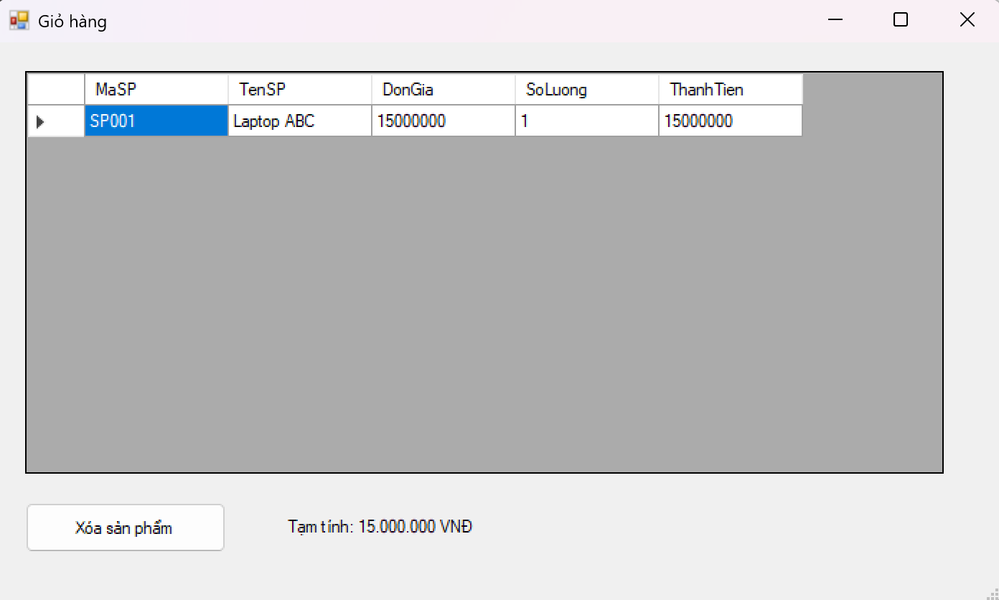 Giỏ hàng
MaSP TenSP DonGia SoLuong ThanhTien
SP001 Laptop ABC 15000000 1 15000000
Xóa sản phẩm Tạm tính: 15.000.000 VNĐ